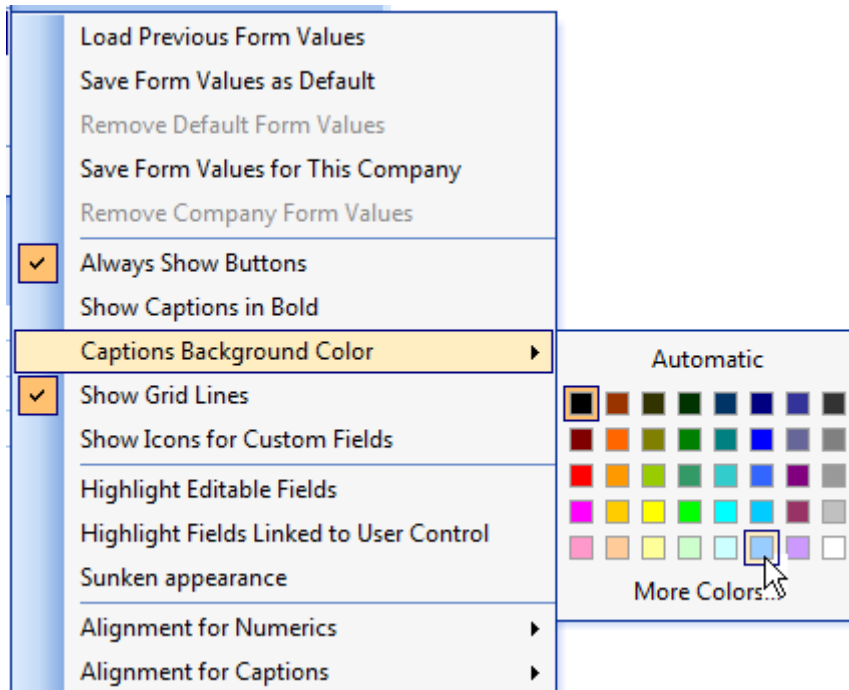 Load Previous Form Values
Save Form Values as Default
Remove Default Form Values
Save Form Values for This Company
Remove Company Form Values
Always Show Buttons
Show Captions in Bold
Captions Background Color
Show Grid Lines
Show Icons for Custom Fields
Highlight Editable Fields
Highlight Fields Linked to User Control
Sunken appearance
Alignment for Numerics
Alignment for Captions
Automatic
More Colors...